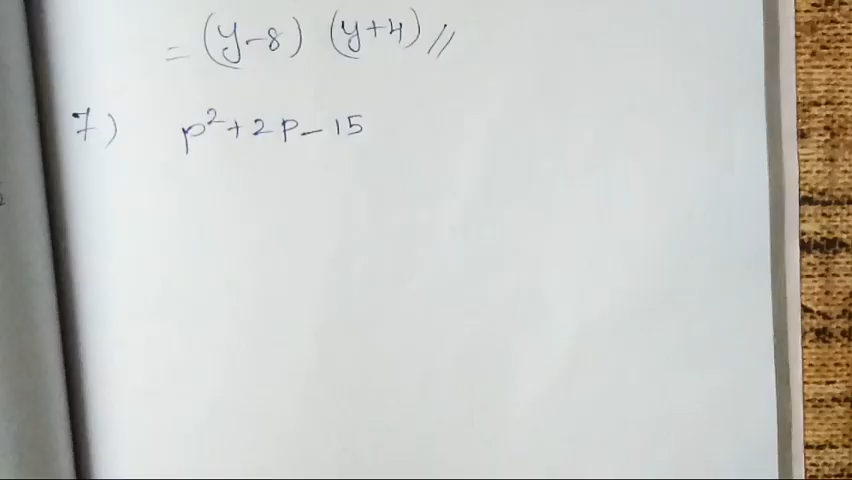 = (y-8) (y+4)//
7) p²+2p-15